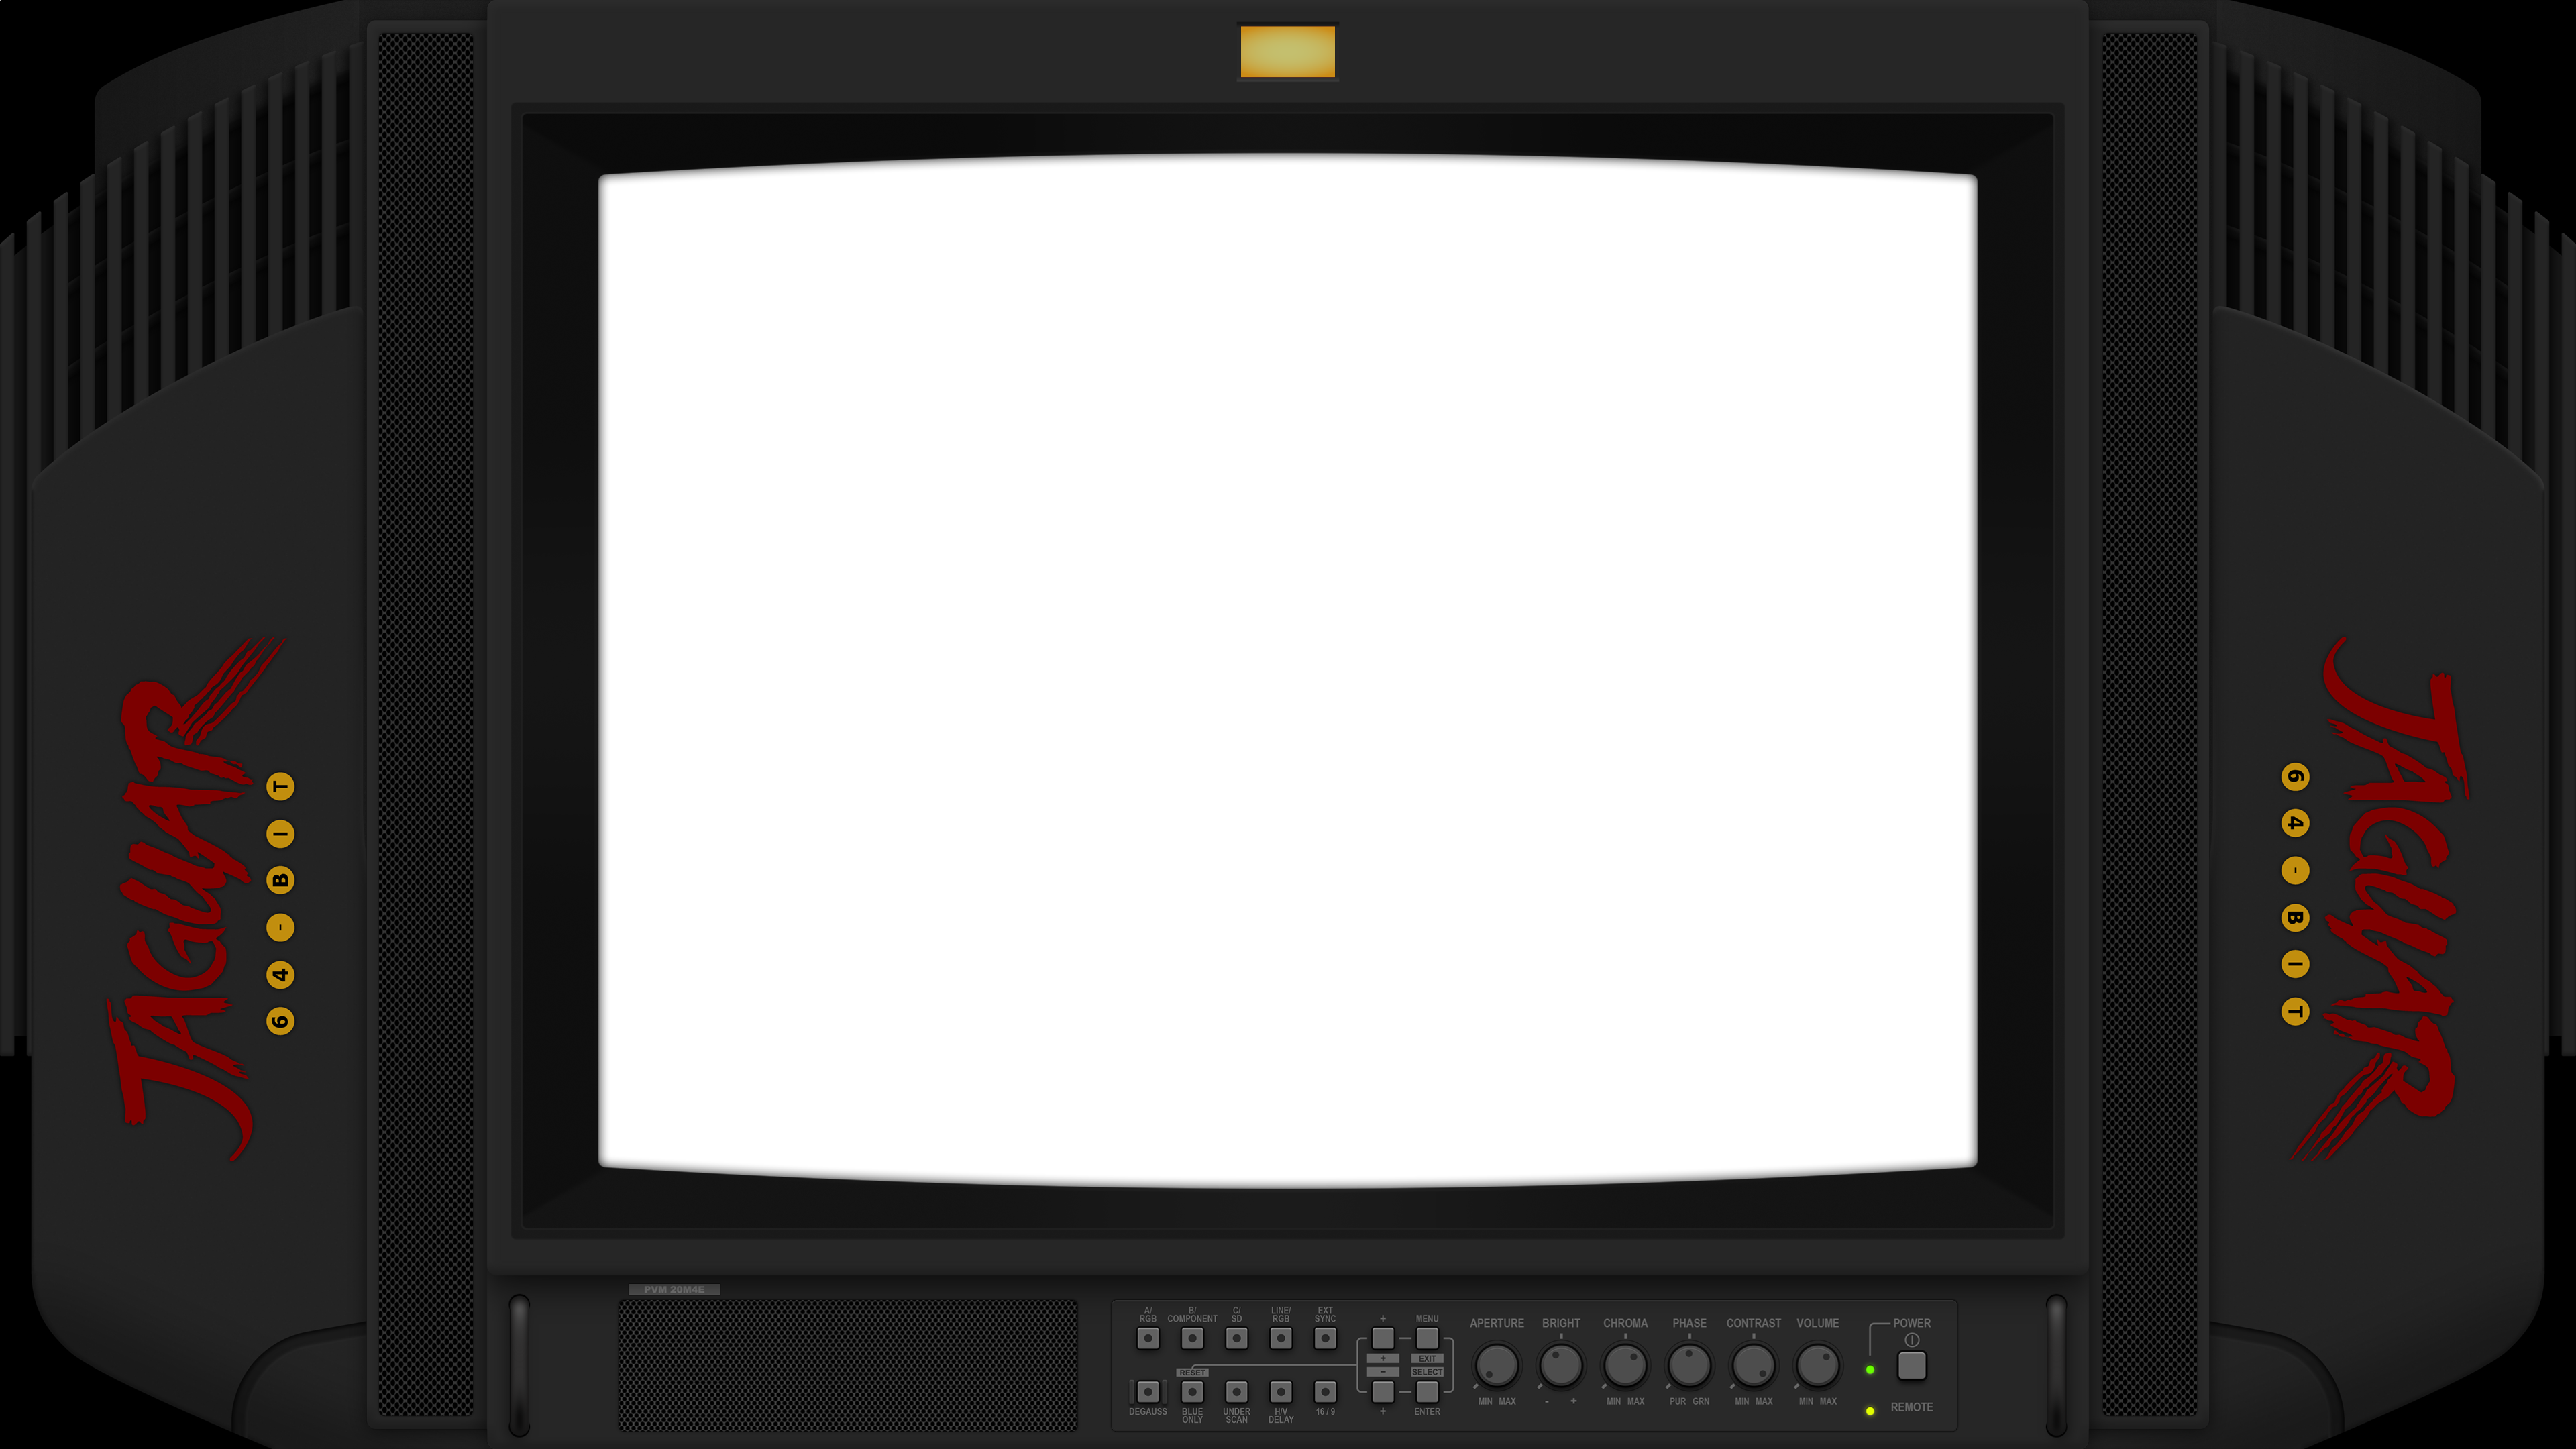 JAGUAR
64-BIT
JAGUAR
64-BIT
PVM 20M4E
A/ RGB
B/ COMPONENT
C/ SD
LINE/ RGB
EXT SYNC
+
MENU
+
EXIT
RESET
−
SELECT
DEGAUSS
BLUE ONLY
UNDER SCAN
H/V DELAY
16 / 9
+
ENTER
APERTURE
BRIGHT
CHROMA
PHASE
CONTRAST
VOLUME
POWER
MIN MAX
- +
MIN MAX
PUR GRN
MIN MAX
MIN MAX
REMOTE